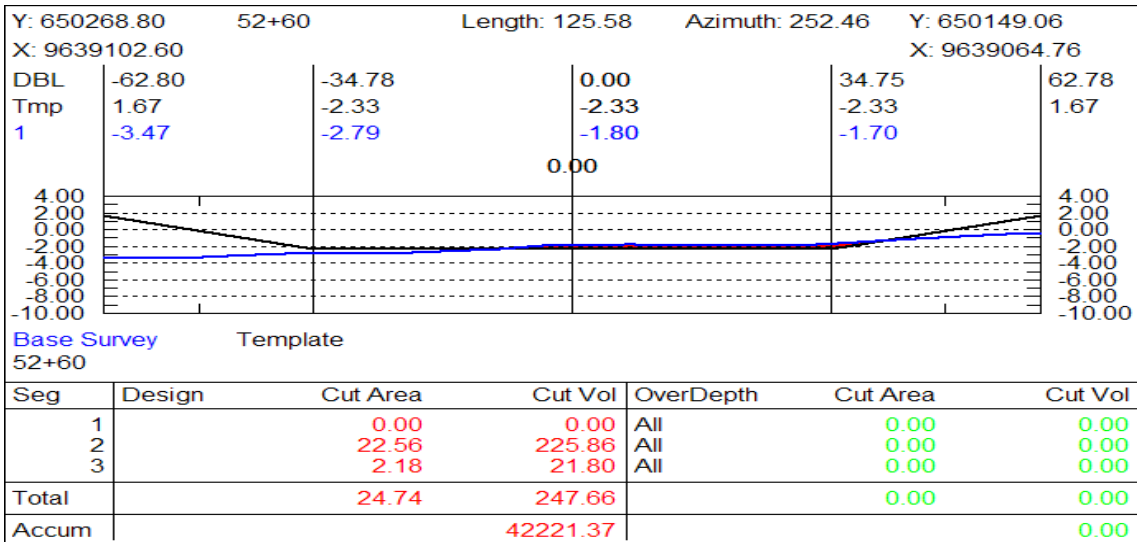 Y: 650268.80 52+60 Length: 125.58 Azimuth: 252.46 Y: 650149.06
X: 9639102.60 X: 9639064.76
DBL -62.80 -34.78 0.00 34.75 62.78
Tmp 1.67 -2.33 -2.33 -2.33 1.67
1 -3.47 -2.79 -1.80 -1.70
0.00
4.00 4.00
2.00 2.00
0.00 0.00
-2.00 -2.00
-4.00 -4.00
-6.00 -6.00
-8.00 -8.00
-10.00 -10.00
Base Survey Template
52+60
Seg Design Cut Area Cut Vol OverDepth Cut Area Cut Vol
1 0.00 0.00 All 0.00 0.00
2 22.56 225.86 All 0.00 0.00
3 2.18 21.80 All 0.00 0.00
Total 24.74 247.66 0.00 0.00
Accum 42221.37 0.00